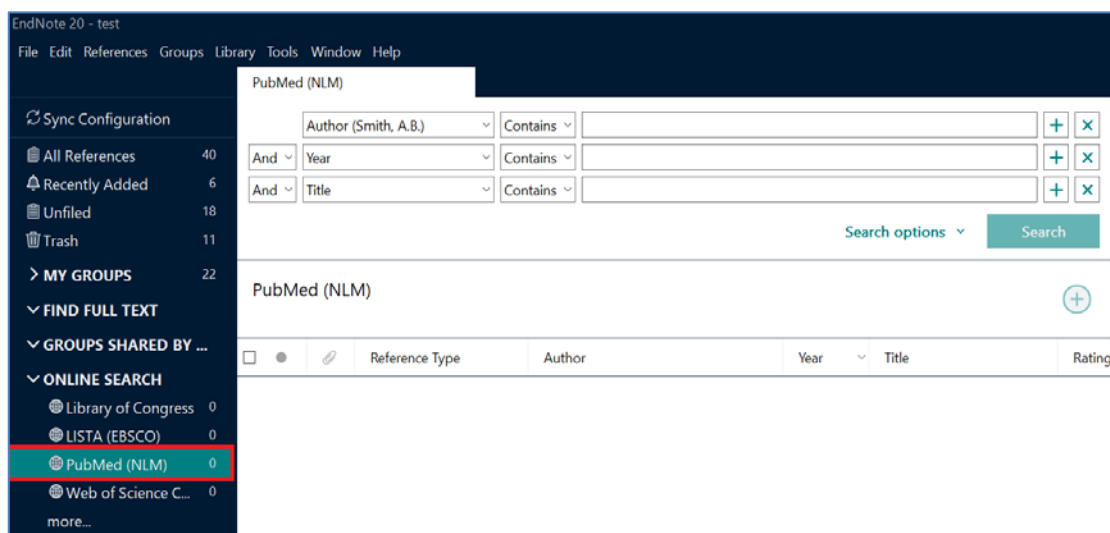 EndNote 20 - test
File Edit References Groups Library Tools Window Help
PubMed (NLM)
Sync Configuration
All References 40
Recently Added 6
Unfiled 18
Trash 11
MY GROUPS 22
FIND FULL TEXT
GROUPS SHARED BY ...
ONLINE SEARCH
Library of Congress 0
LISTA (EBSCO) 0
PubMed (NLM) 0
Web of Science C... 0
more...
Author (Smith, A.B.) Contains
And Year Contains
And Title Contains
Search options Search
PubMed (NLM)
Reference Type Author Year Title Rating